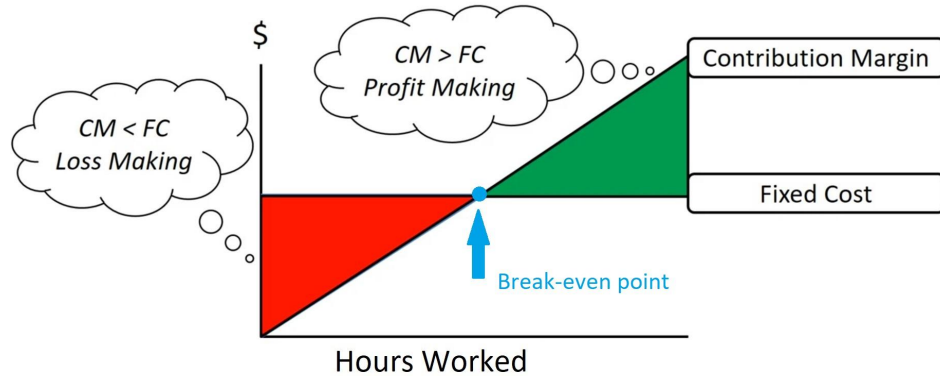 $
CM > FC
Profit Making
Contribution Margin
CM < FC
Loss Making
Fixed Cost
Break-even point
Hours Worked